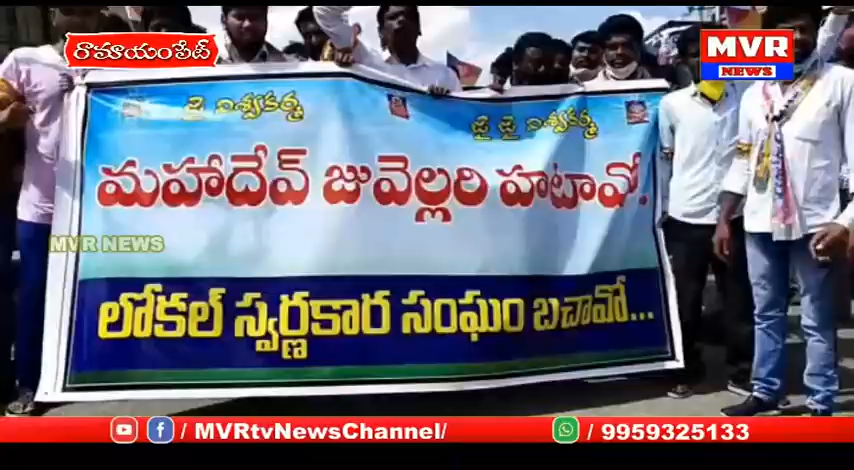 రామాయంపేట్
MVR
NEWS
జై విశ్వకర్మ
జై జై విశ్వకర్మ
మహాదేవ్ జువెల్లరి హటావో.
MVR NEWS
లోకల్ స్వర్ణకార సంఘం బచావో...
/ MVRtvNewsChannel/
/ 9959325133